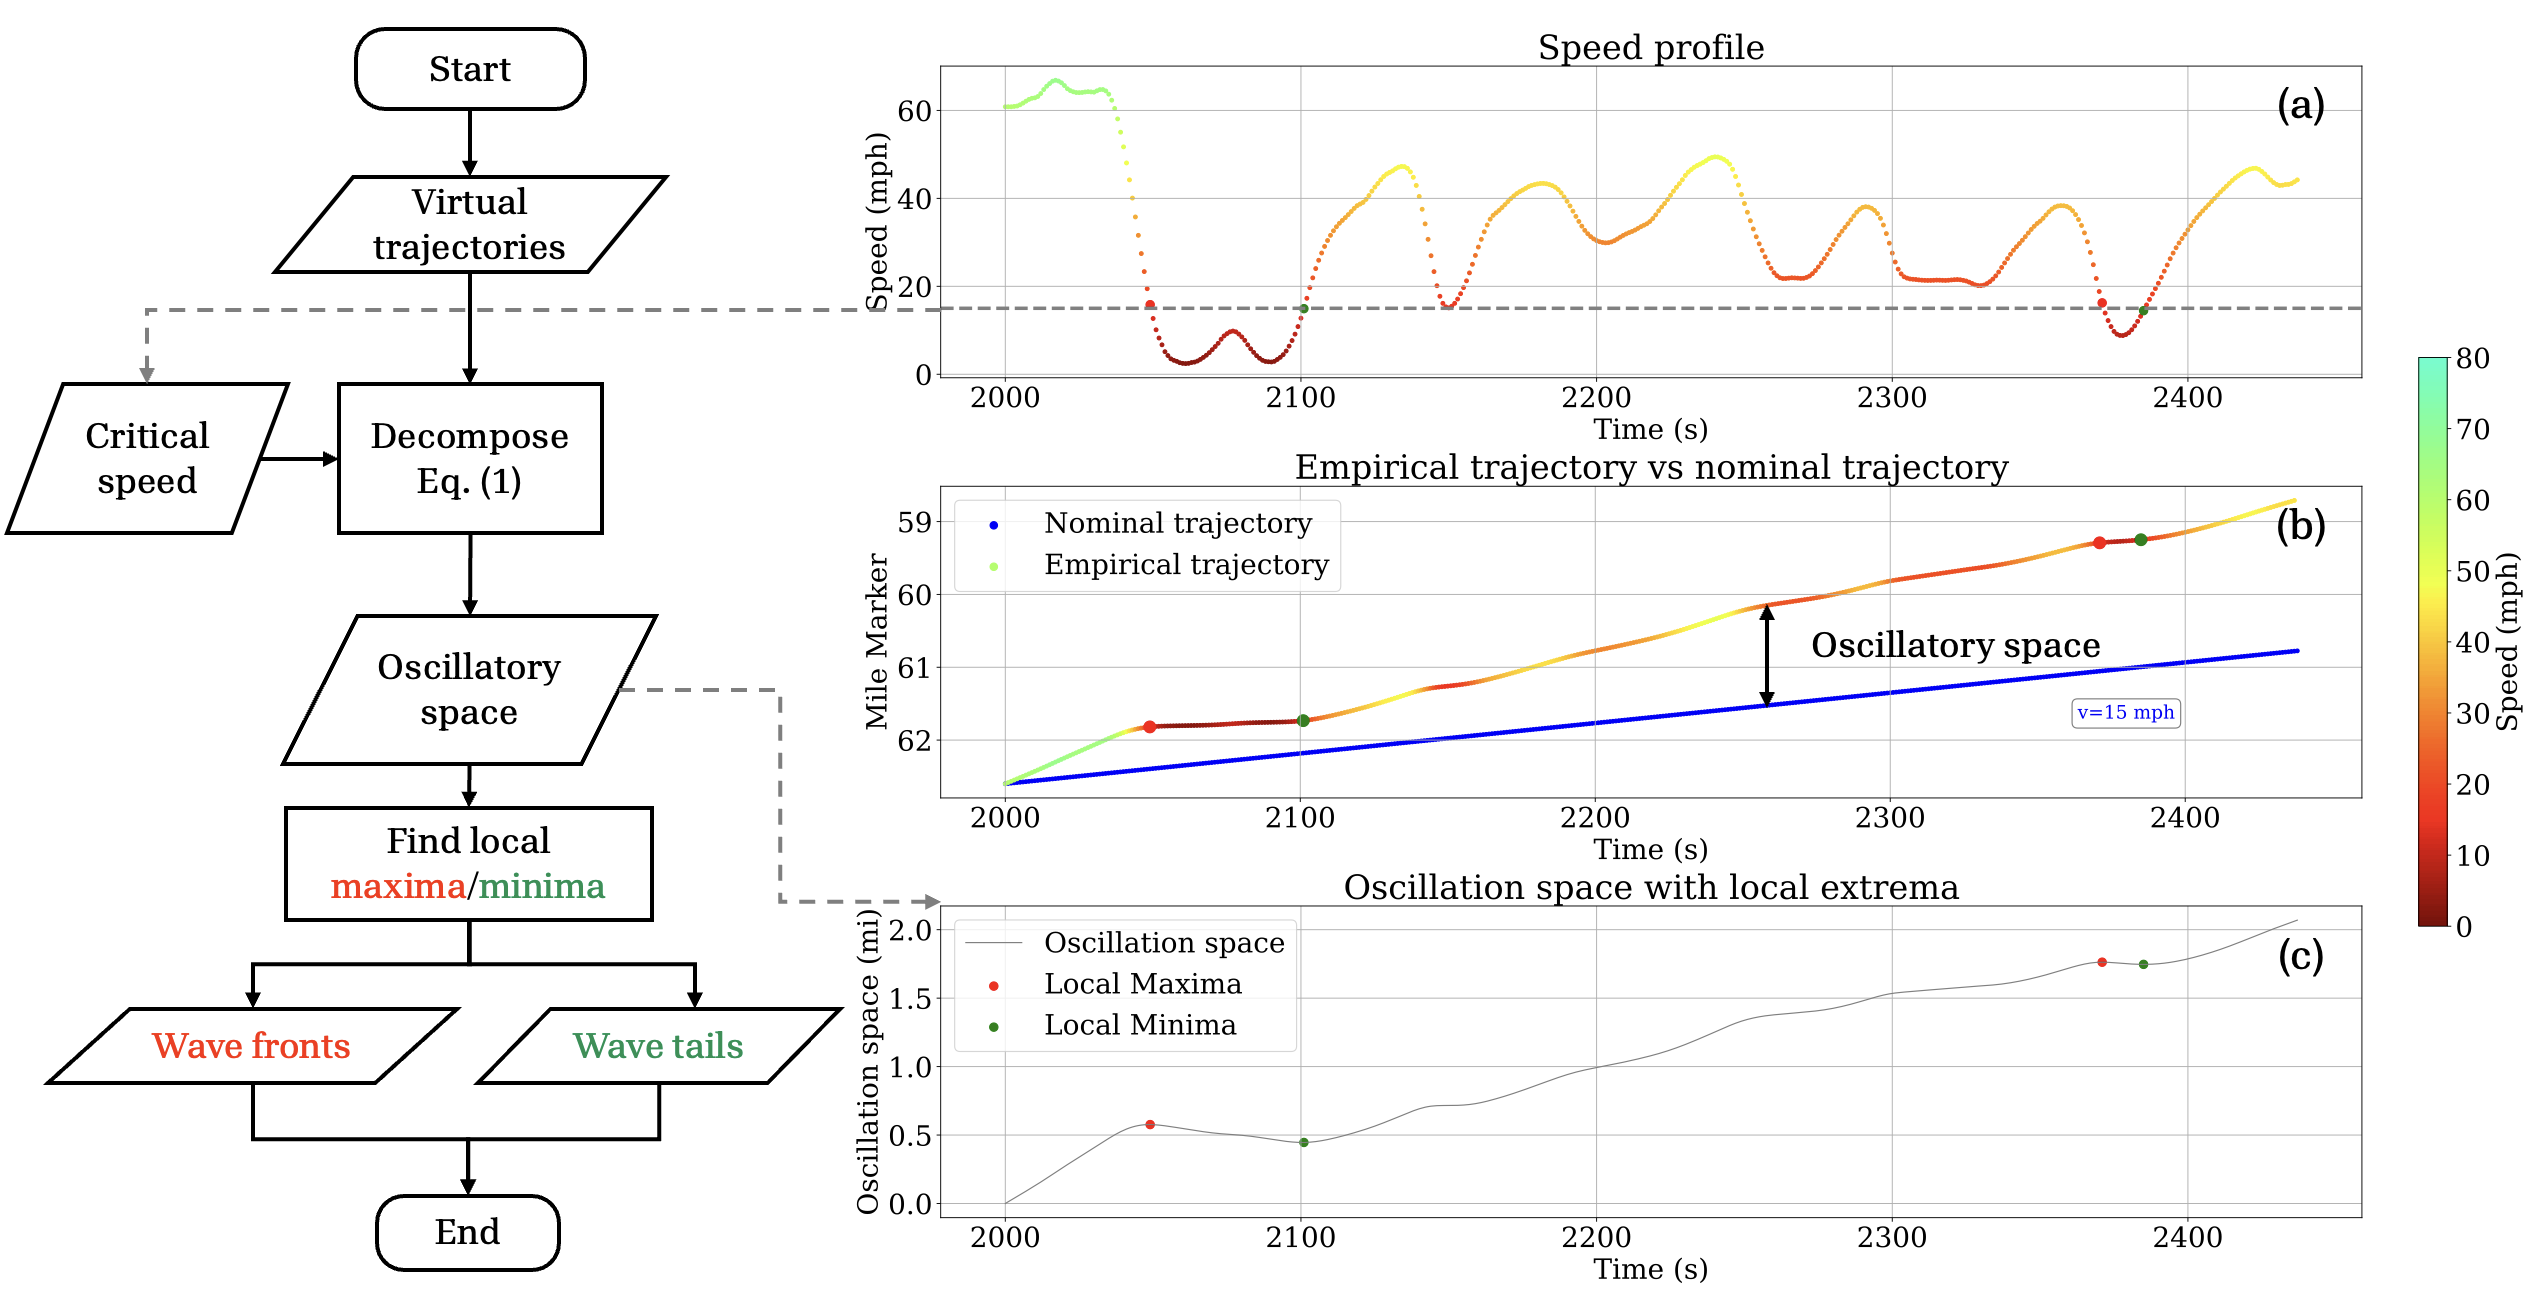 Start
Virtual
trajectories
Critical
speed
Decompose
Eq. (1)
Oscillatory
space
Find local
maxima/minima
Wave fronts
Wave tails
End
Speed profile
(a)
Speed (mph)
60
40
20
0
2000 2100 2200 2300 2400
Time (s)
Empirical trajectory vs nominal trajectory
(b)
Nominal trajectory
Empirical trajectory
Mile Marker
59
60
61
62
Oscillatory space
v=15 mph
2000 2100 2200 2300 2400
Time (s)
Oscillation space with local extrema
(c)
Oscillation space
Local Maxima
Local Minima
Oscillation space (mi)
2.0
1.5
1.0
0.5
0.0
2000 2100 2200 2300 2400
Time (s)
80
70
60
50
40
30
20
10
0
Speed (mph)